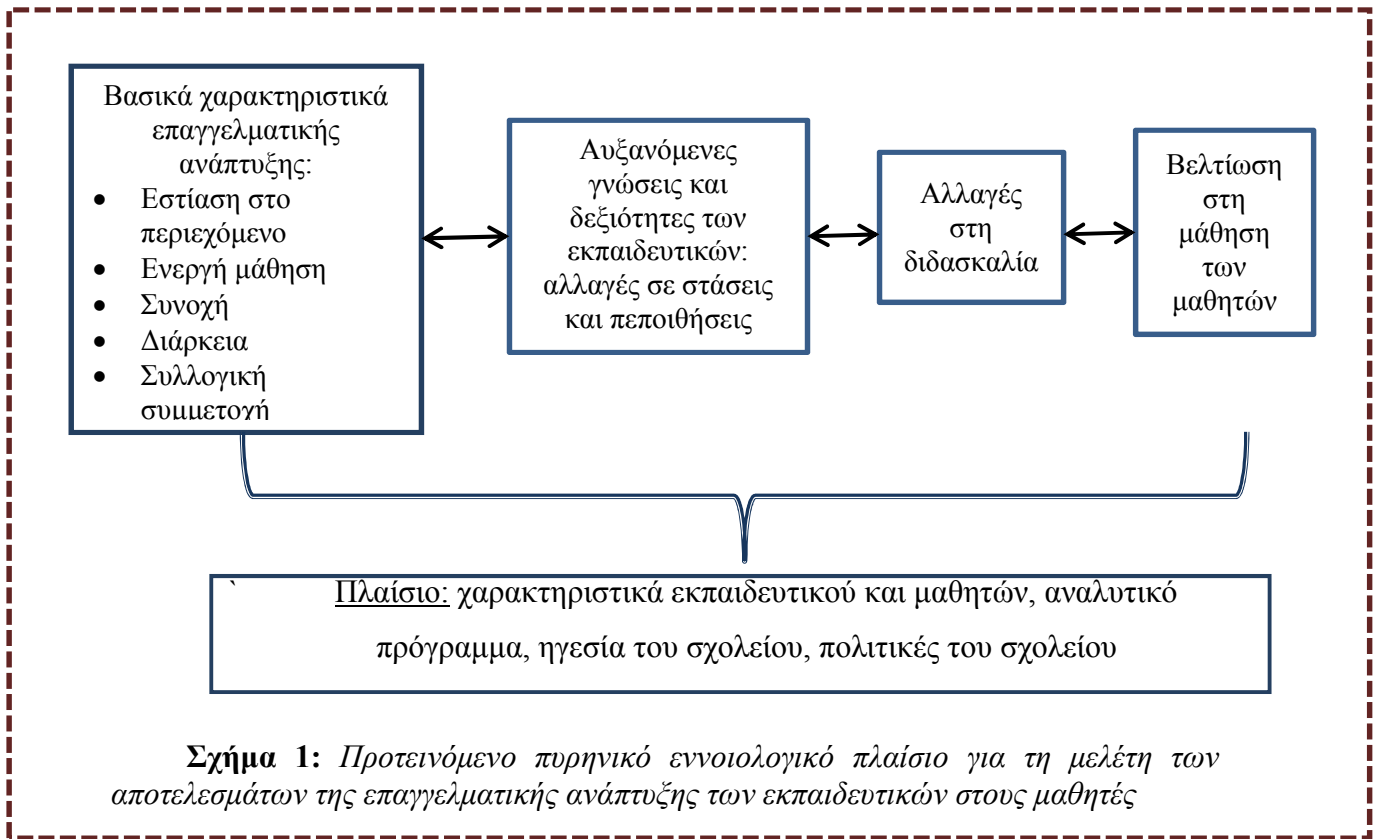 Βασικά χαρακτηριστικά
επαγγελματικής
ανάπτυξης:
• Εστίαση στο
περιεχόμενο
• Ενεργή μάθηση
• Συνοχή
• Διάρκεια
• Συλλογική
συμμετοχή
Αυξανόμενες
γνώσεις και
δεξιότητες των
εκπαιδευτικών:
αλλαγές σε στάσεις
και πεποιθήσεις
Αλλαγές
στη
διδασκαλία
Βελτίωση
στη
μάθηση
των
μαθητών
` Πλαίσιο: χαρακτηριστικά εκπαιδευτικού και μαθητών, αναλυτικό
πρόγραμμα, ηγεσία του σχολείου, πολιτικές του σχολείου
Σχήμα 1: Προτεινόμενο πυρηνικό εννοιολογικό πλαίσιο για τη μελέτη των
αποτελεσμάτων της επαγγελματικής ανάπτυξης των εκπαιδευτικών στους μαθητές